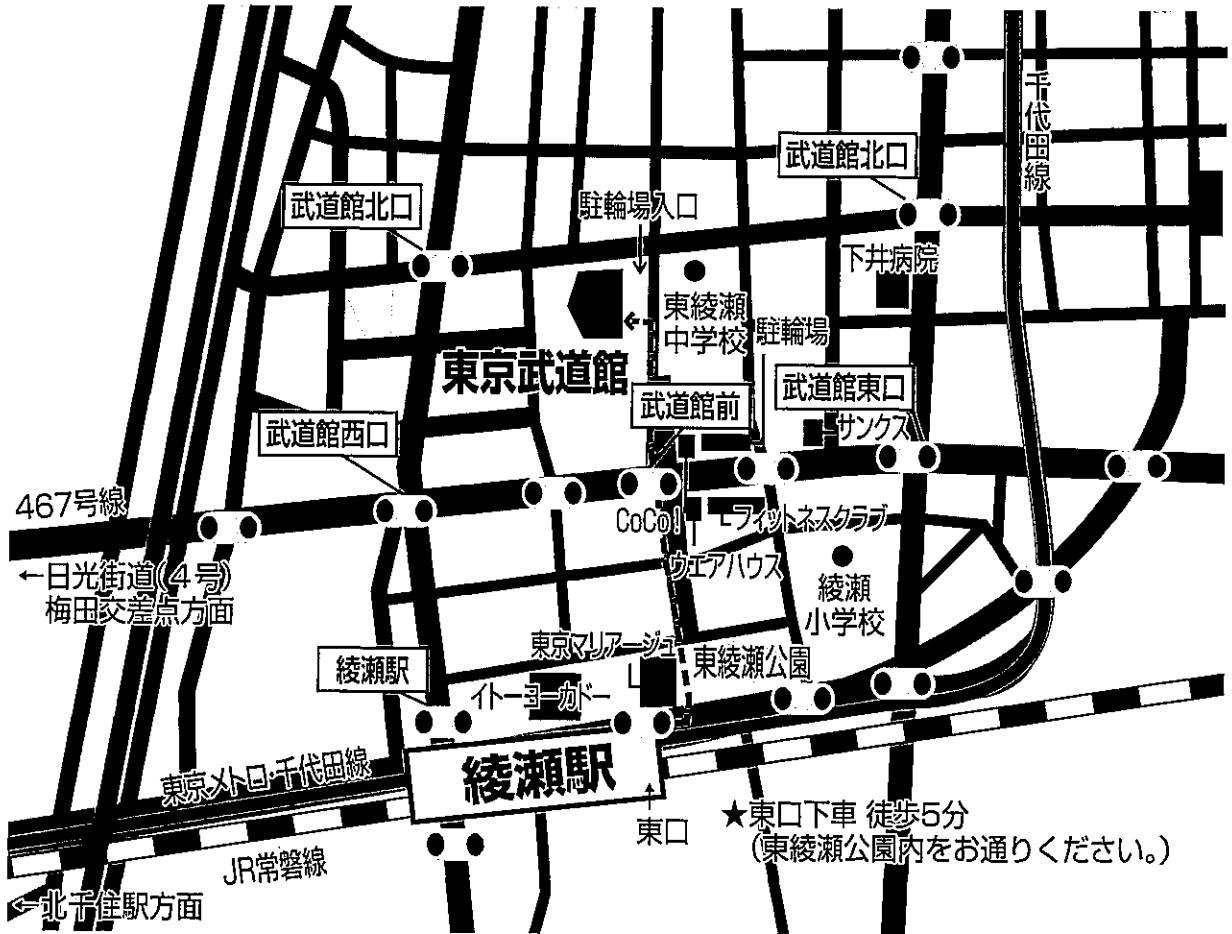 千代田線
武道館北口
武道館北口
駐輪場入口
下井病院
東綾瀬
中学校
駐輪場
東京武道館
武道館前
武道館東口
サンクス
武道館西口
467号線
CoCo!
フィットネスクラブ
ウエアハウス
←日光街道(4号)
梅田交差点方面
綾瀬
小学校
東京マリアージュ
東綾瀬公園
綾瀬駅
イトーヨーカドー
東京メトロ・千代田線
綾瀬駅
東口
★東口下車 徒歩5分
(東綾瀬公園内をお通りください。)
JR常磐線
←北千住駅方面